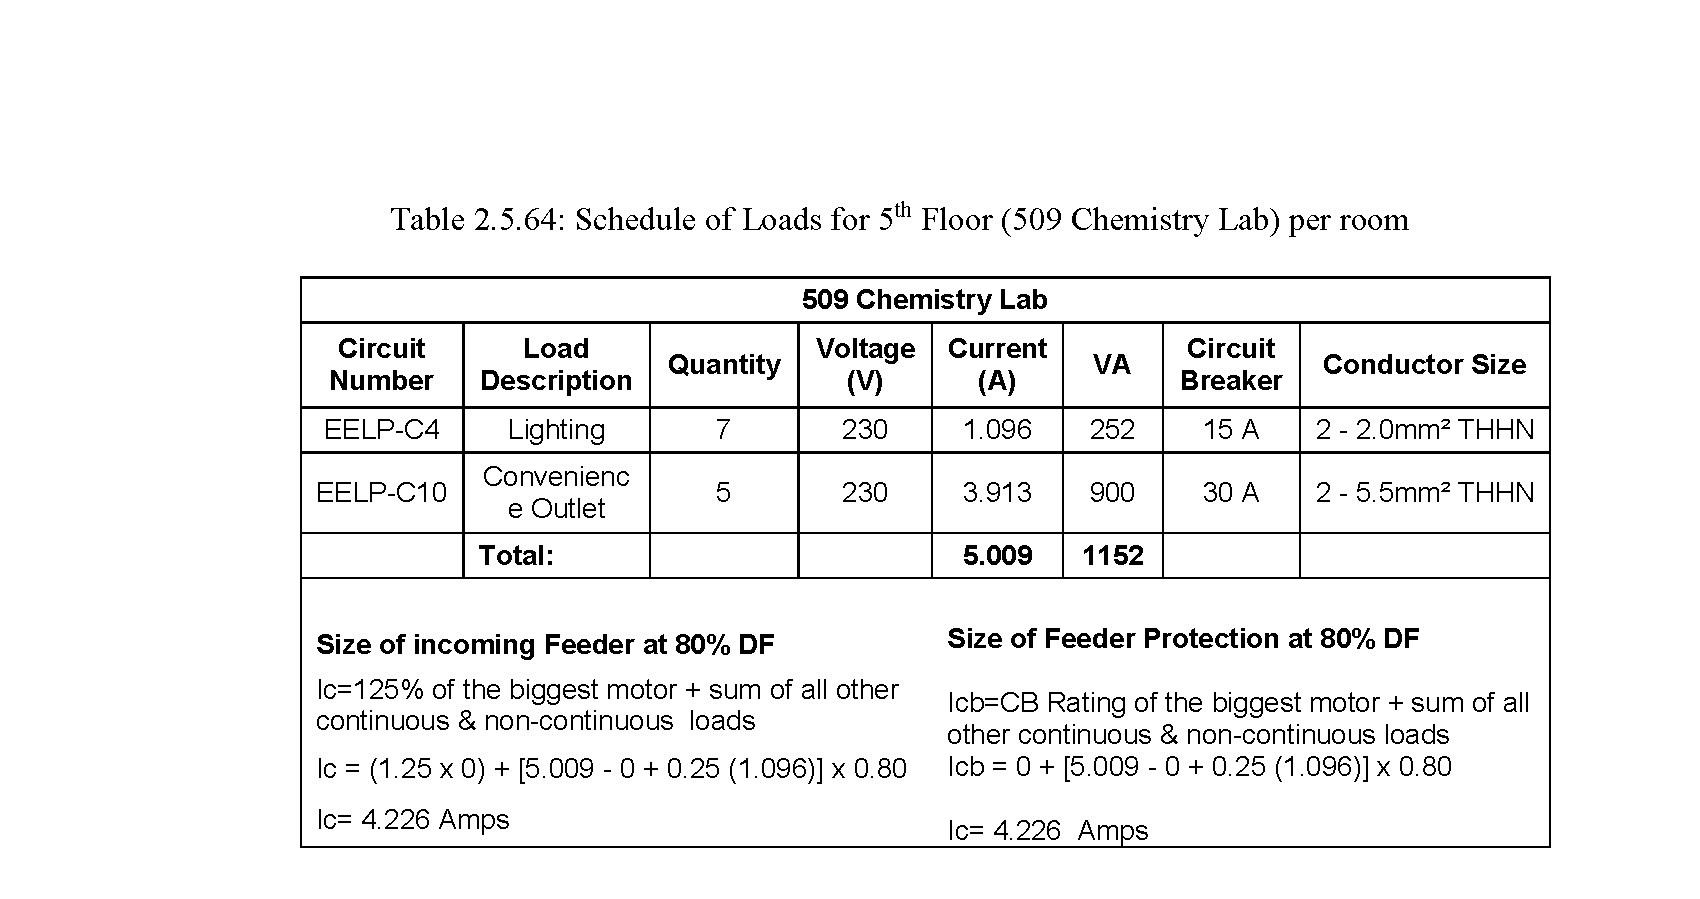 Table 2.5.64: Schedule of Loads for 5th Floor (509 Chemistry Lab) per room
509 Chemistry Lab
Circuit Number Load Description Quantity Voltage (V) Current (A) VA Circuit Breaker Conductor Size
EELP-C4 Lighting 7 230 1.096 252 15 A 2 - 2.0mm² THHN
EELP-C10 Convenienc e Outlet 5 230 3.913 900 30 A 2 - 5.5mm² THHN
Total: 5.009 1152
Size of incoming Feeder at 80% DF
Ic=125% of the biggest motor + sum of all other
continuous & non-continuous loads
Ic = (1.25 x 0) + [5.009 - 0 + 0.25 (1.096)] x 0.80
Ic= 4.226 Amps
Size of Feeder Protection at 80% DF
Icb=CB Rating of the biggest motor + sum of all
other continuous & non-continuous loads
Icb = 0 + [5.009 - 0 + 0.25 (1.096)] x 0.80
Ic= 4.226 Amps